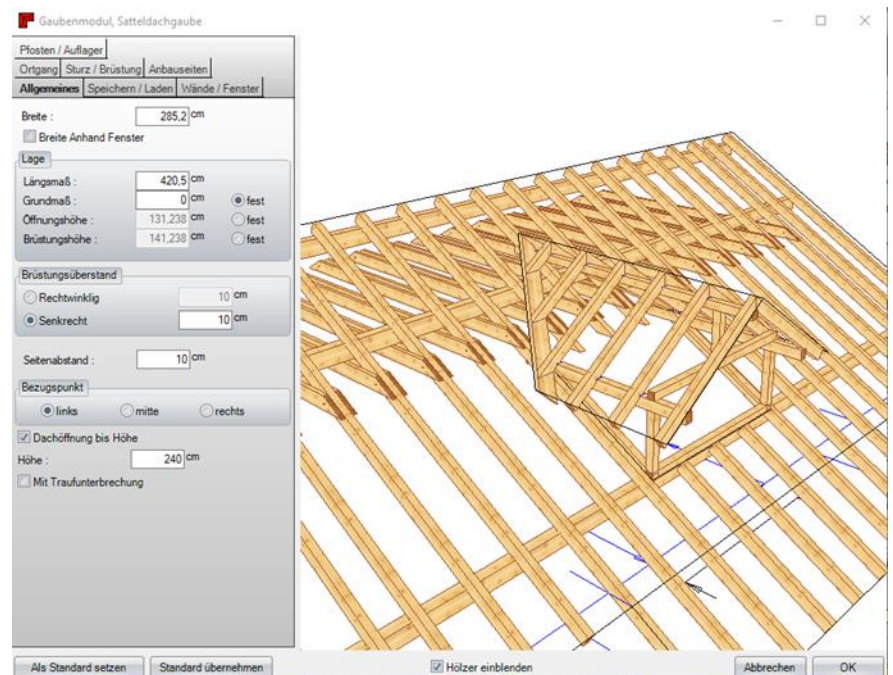 Gaubenmodul, Satteldachgaube
Pfosten / Auflager
Ortgang Sturz / Brüstung Anbauseiten
Allgemeines Speichern / Laden Wände / Fenster
Breite : 285,2 cm
Breite Anhand Fenster
Lage
Längsmaß : 420,5 cm
Grundmaß : 0 cm fest
Öffnungshöhe : 131,238 cm fest
Brüstungshöhe : 141,238 cm fest
Brüstungsüberstand
Rechtwinklig 10 cm
Senkrecht 10 cm
Seitenabstand : 10 cm
Bezugspunkt
links mitte rechts
Dachöffnung bis Höhe
Höhe : 240 cm
Mit Traufunterbrechung
Als Standard setzen Standard übernehmen Hölzer einblenden Abbrechen OK